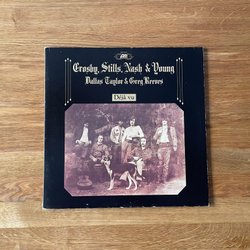 Crosby, Stills, Nash & Young
Dallas Taylor & Greg Reeves
Déjà vu